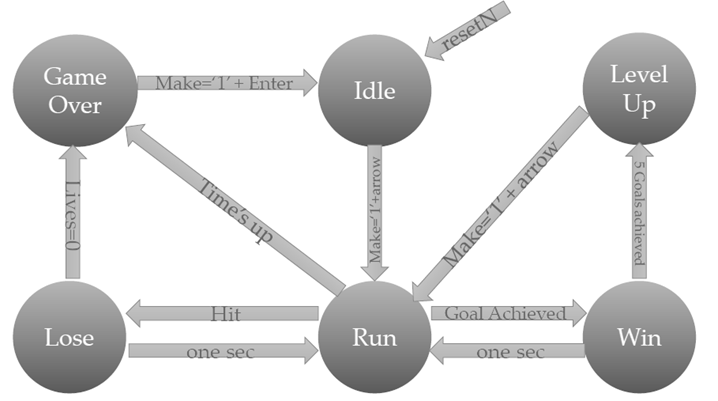 resetN
Game
Over
Make=‘1’ + Enter
Idle
Level
Up
Lives=0
Time’s up
Make=‘1’+arrow
Make=‘1’ + arrow
5 Goals achieved
Lose
Hit
one sec
Run
Goal Achieved
one sec
Win